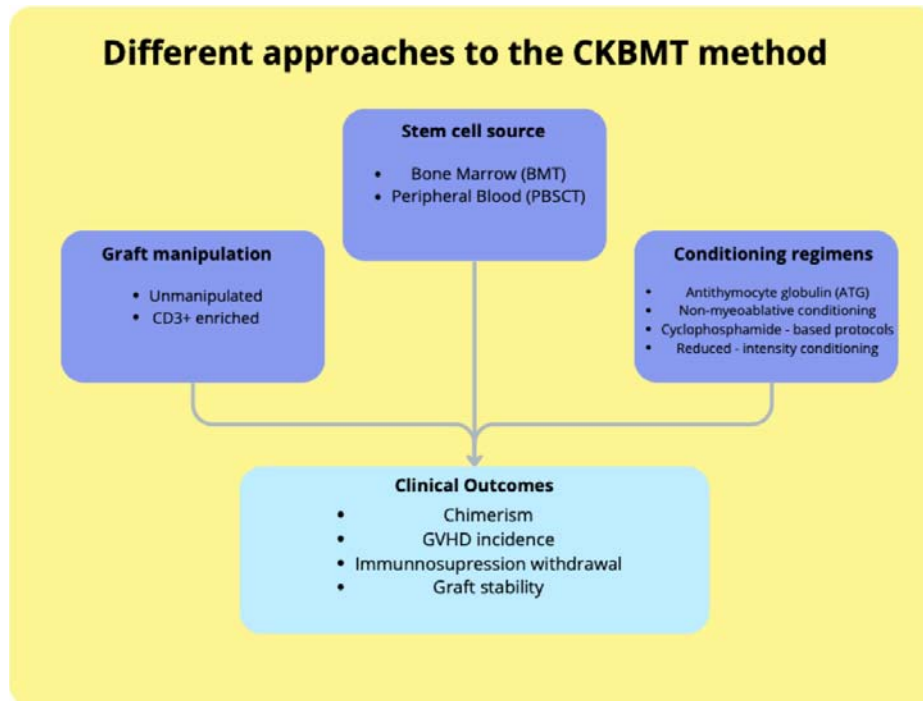 Different approaches to the CKBMT method
Stem cell source
• Bone Marrow (BMT)
• Peripheral Blood (PBSCT)
Graft manipulation
• Unmanipulated
• CD3+ enriched
Conditioning regimens
• Antithymocyte globulin (ATG)
• Non-myeoablative conditioning
• Cyclophosphamide - based protocols
• Reduced - intensity conditioning
Clinical Outcomes
• Chimerism
• GVHD incidence
• Immunnosupression withdrawal
• Graft stability